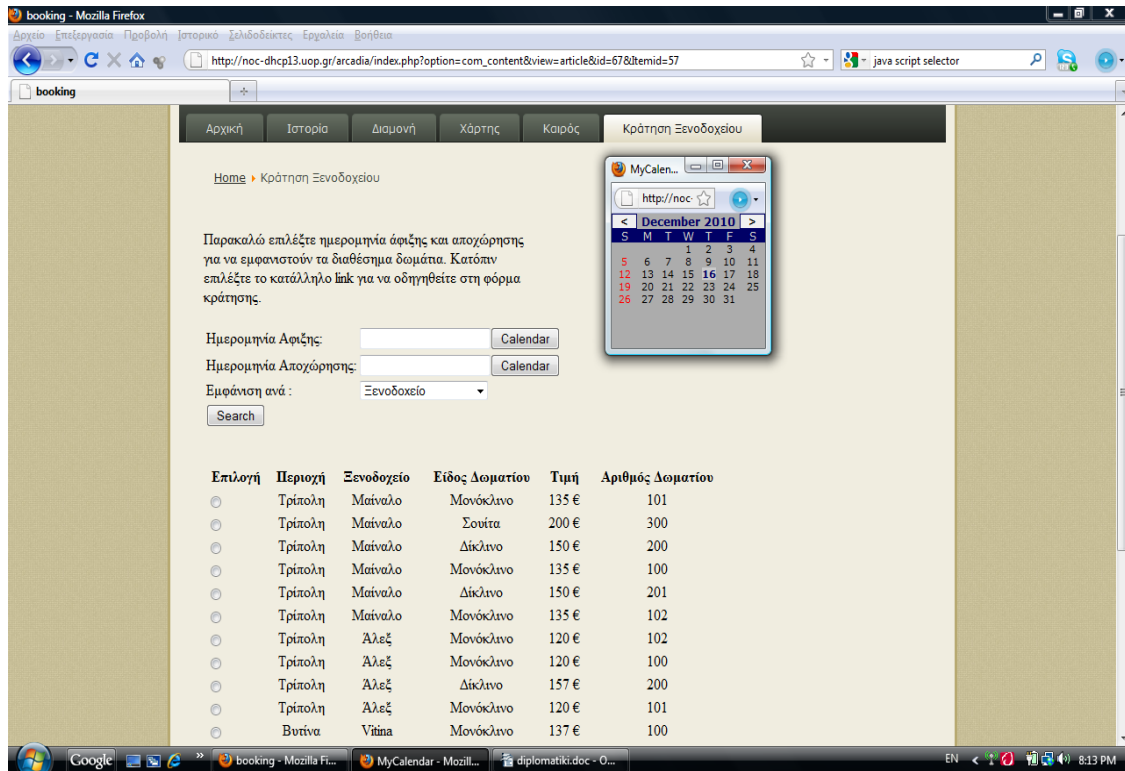 booking - Mozilla Firefox
Αρχείο Επεξεργασία Προβολή Ιστορικό Σελιδοδείκτες Εργαλεία Βοήθεια
http://noc-dhcp13.uop.gr/arcadia/index.php?option=com_content&view=article&id=67&Itemid=57 java script selector
booking
Αρχική Ιστορία Διαμονή Χάρτης Καιρός Κράτηση Ξενοδοχείου
Home Κράτηση Ξενοδοχείου
MyCalen...
http://noc-
< December 2010 >
S M T W T F S
1 2 3 4
5 6 7 8 9 10 11
12 13 14 15 16 17 18
19 20 21 22 23 24 25
26 27 28 29 30 31
Παρακαλώ επιλέξτε ημερομηνία άφιξης και αποχώρησης
για να εμφανιστούν τα διαθέσημα δωμάτια. Κατόπιν
επιλέξτε το κατάλληλο link για να οδηγηθείτε στη φόρμα
κράτησης.
Ημερομηνία Αφιξης: Calendar
Ημερομηνία Αποχώρησης: Calendar
Εμφάνιση ανά : Ξενοδοχείο
Search
Επιλογή Περιοχή Ξενοδοχείο Είδος Δωματίου Τιμή Αριθμός Δωματίου
Τρίπολη Μαίναλο Μονόκλινο 135 € 101
Τρίπολη Μαίναλο Σουίτα 200 € 300
Τρίπολη Μαίναλο Δίκλινο 150 € 200
Τρίπολη Μαίναλο Μονόκλινο 135 € 100
Τρίπολη Μαίναλο Δίκλινο 150 € 201
Τρίπολη Μαίναλο Μονόκλινο 135 € 102
Τρίπολη Άλεξ Μονόκλινο 120 € 102
Τρίπολη Άλεξ Μονόκλινο 120 € 100
Τρίπολη Άλεξ Δίκλινο 157 € 200
Τρίπολη Άλεξ Μονόκλινο 120 € 101
Βυτίνα Vitina Μονόκλινο 137 € 100
Google » booking - Mozilla Fi... MyCalendar - Mozill... diplomatiki.doc - O... EN < 8:13 PM